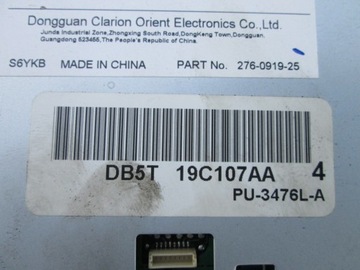 Dongguan Clarion Orient Electronics Co.,Ltd.
Junda Industrial Zone,Zhongxing South Road,DongKeng Town,Dongguan,
Guangdong 523455,The People's Republic of China.
S6YKB MADE IN CHINA PART No. 276-0919-25
DB5T 19C107AA 4
PU-3476L-A